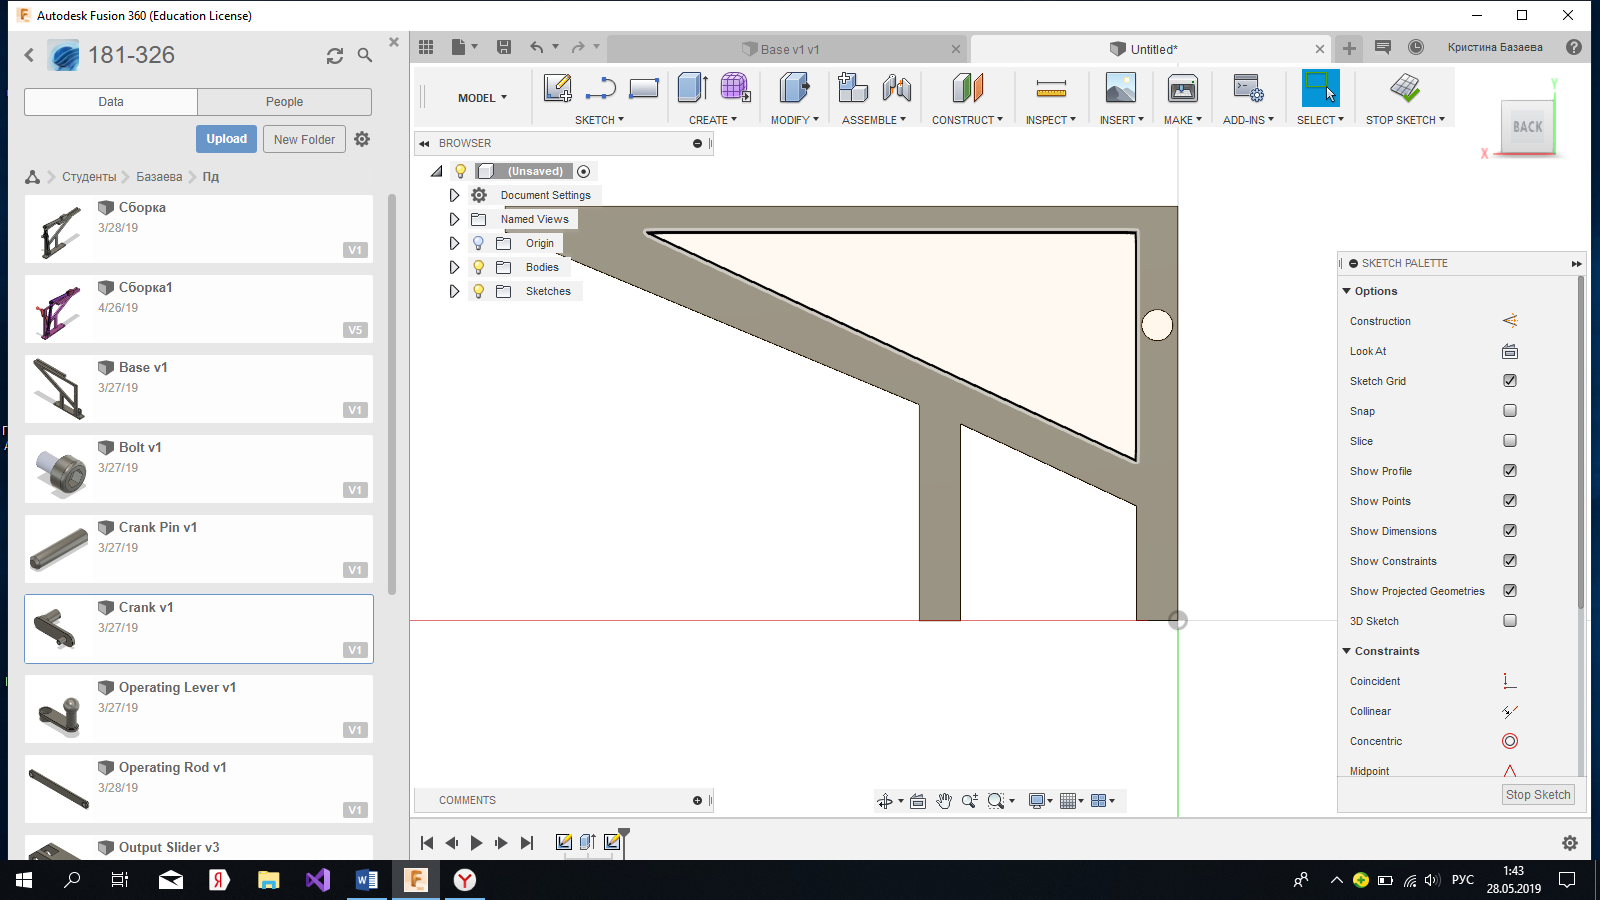 Autodesk Fusion 360 (Education License)
181-326
Data
People
Upload
New Folder
Студенты
Базаева
Пд
Сборка
3/28/19
V1
Сборка1
4/26/19
V5
Base v1
3/27/19
V1
Bolt v1
3/27/19
V1
Crank Pin v1
3/27/19
V1
Crank v1
3/27/19
V1
Operating Lever v1
3/27/19
V1
Operating Rod v1
3/28/19
V1
Output Slider v3
Base v1 v1
Untitled*
Кристина Базаева
MODEL
SKETCH
CREATE
MODIFY
ASSEMBLE
CONSTRUCT
INSPECT
INSERT
MAKE
ADD-INS
SELECT
STOP SKETCH
BROWSER
(Unsaved)
Document Settings
Named Views
Origin
Bodies
Sketches
Y
BACK
X
SKETCH PALETTE
Options
Construction
Look At
Sketch Grid
Snap
Slice
Show Profile
Show Points
Show Dimensions
Show Constraints
Show Projected Geometries
3D Sketch
Constraints
Coincident
Collinear
Concentric
Midpoint
Stop Sketch
COMMENTS
РУС
1:43
28.05.2019